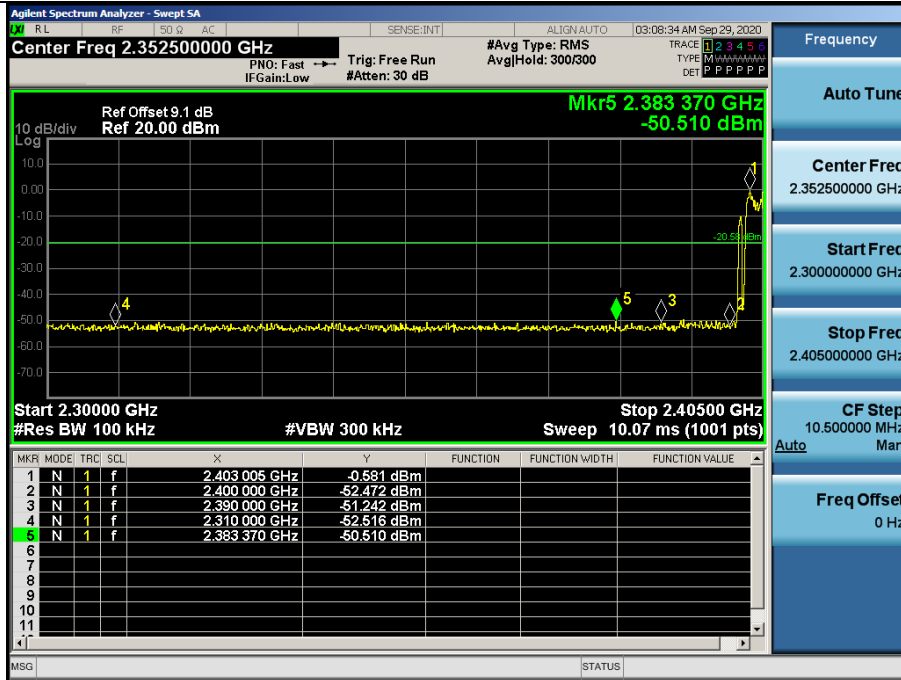 Agilent Spectrum Analyzer - Swept SA
LXI RL RF 50 Ω AC SENSE:INT ALIGN AUTO 03:08:34 AM Sep 29, 2020
Center Freq 2.352500000 GHz
PNO: Fast
IFGain:Low
Trig: Free Run
#Atten: 30 dB
#Avg Type: RMS
Avg|Hold: 300/300
TRACE 1 2 3 4 5 6
TYPE M
DET P P P P P P
Ref Offset 9.1 dB
10 dB/div Ref 20.00 dBm
Log
Mkr5 2.383 370 GHz
-50.510 dBm
10.0
0.00
-10.0
-20.0
-30.0
-40.0
-50.0
-60.0
-70.0
1
4
5
3
2
Start 2.30000 GHz Stop 2.40500 GHz
#Res BW 100 kHz #VBW 300 kHz Sweep 10.07 ms (1001 pts)
MKR MODE TRC SCL X Y FUNCTION FUNCTION WIDTH FUNCTION VALUE
1 N 1 f 2.403 005 GHz -0.581 dBm
2 N 1 f 2.400 000 GHz -52.472 dBm
3 N 1 f 2.390 000 GHz -51.242 dBm
4 N 1 f 2.310 000 GHz -52.516 dBm
5 N 1 f 2.383 370 GHz -50.510 dBm
6
7
8
9
10
11
MSG STATUS
Frequency
Auto Tune
Center Freq
2.352500000 GHz
Start Freq
2.300000000 GHz
Stop Freq
2.405000000 GHz
CF Step
10.500000 MHz
Auto Man
Freq Offset
0 Hz